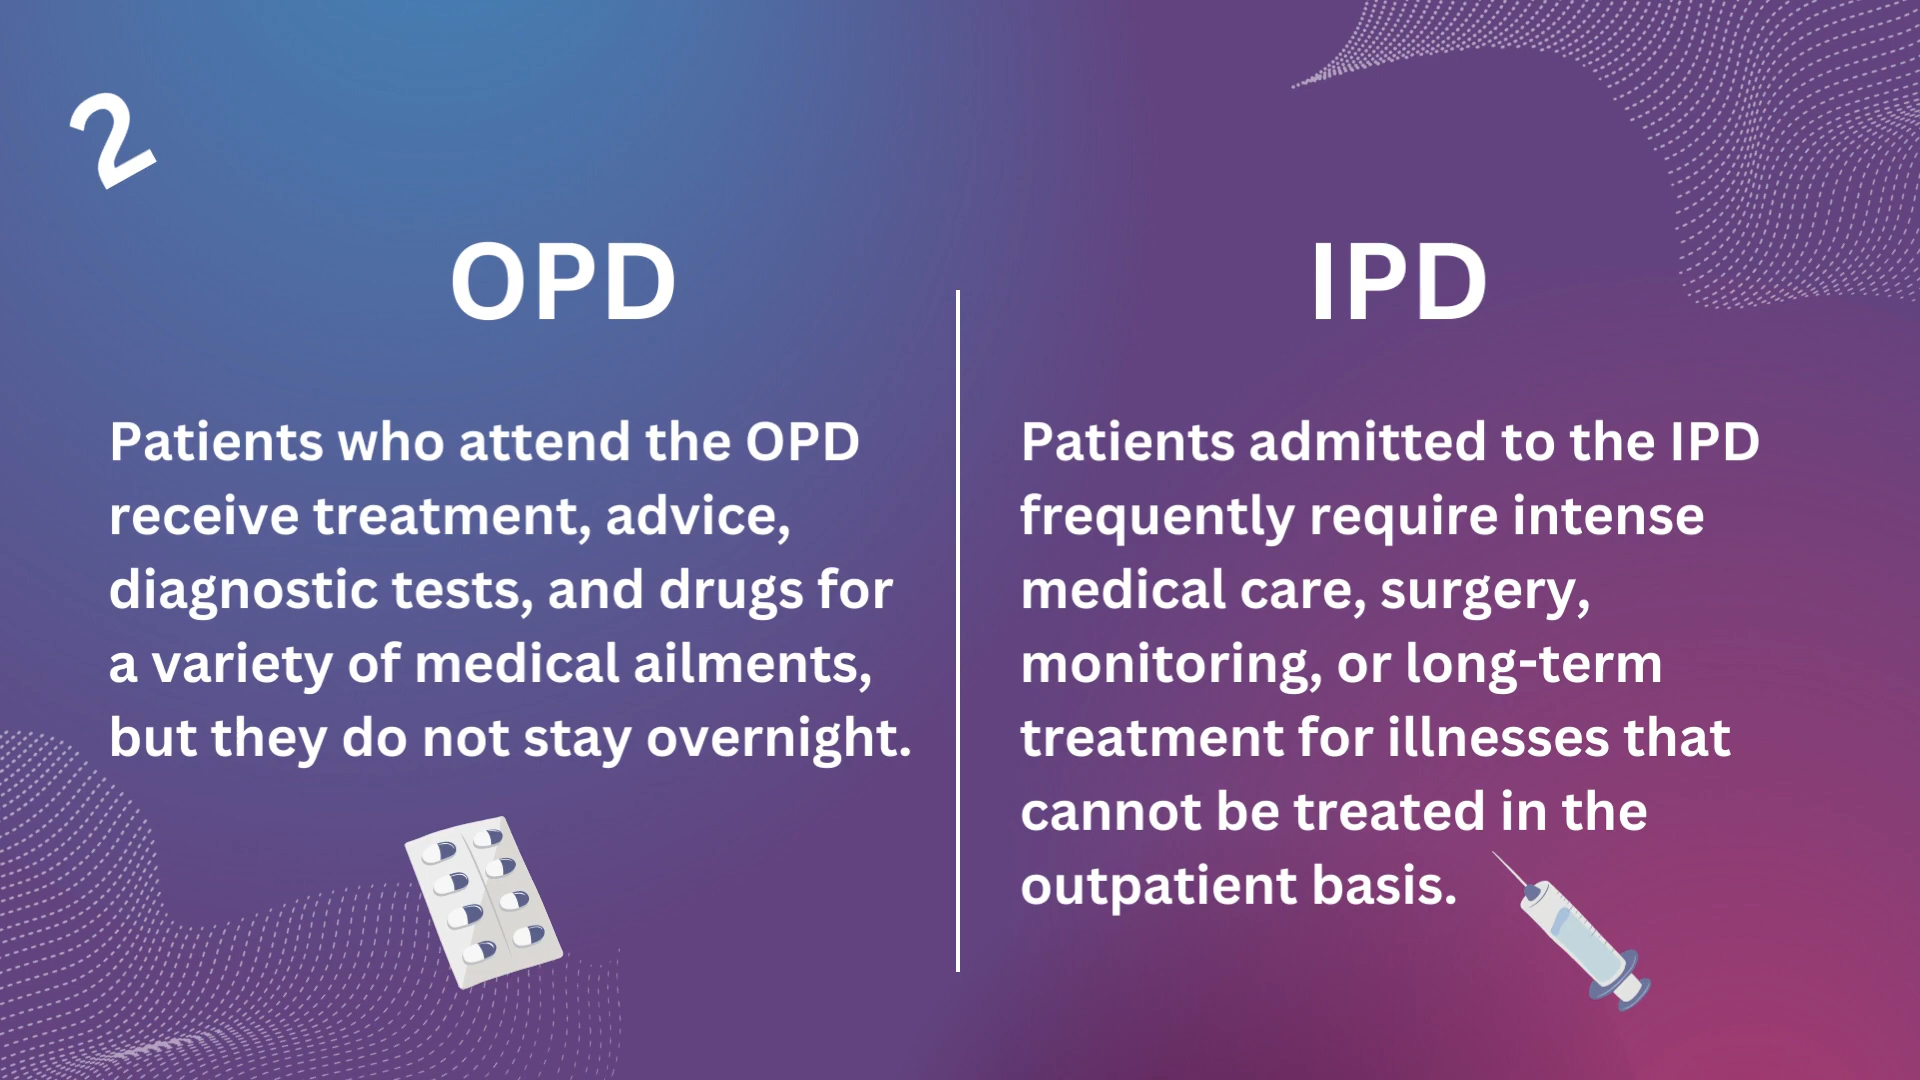 2
OPD
Patients who attend the OPD
receive treatment, advice,
diagnostic tests, and drugs for
a variety of medical ailments,
but they do not stay overnight.
IPD
Patients admitted to the IPD
frequently require intense
medical care, surgery,
monitoring, or long-term
treatment for illnesses that
cannot be treated in the
outpatient basis.